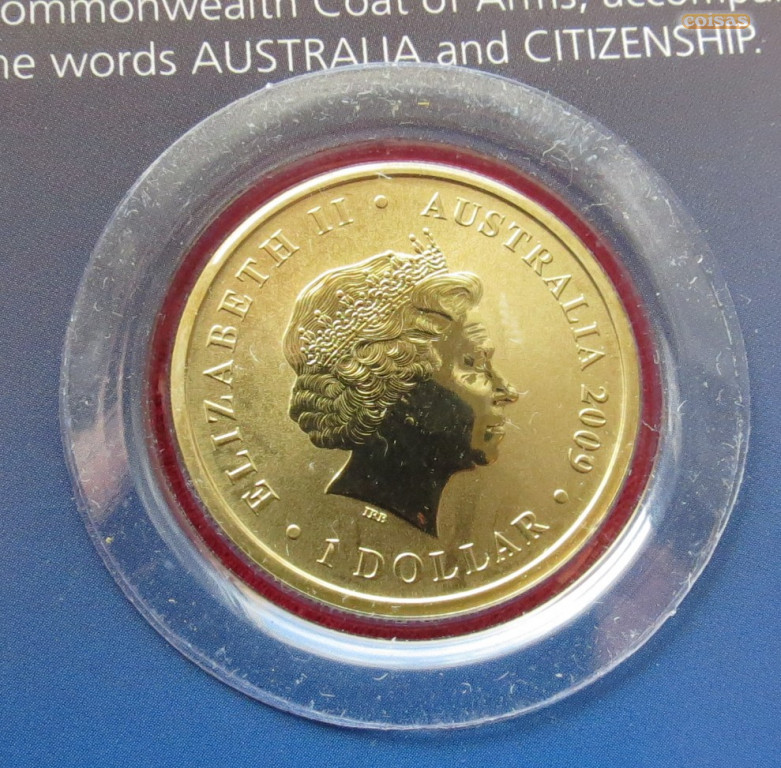 ommonwealth Coat of Arms, accompa
he words AUSTRALIA and CITIZENSHIP.
coisas
ELIZABETH II • AUSTRALIA 2009 •
1 DOLLAR •
IRB